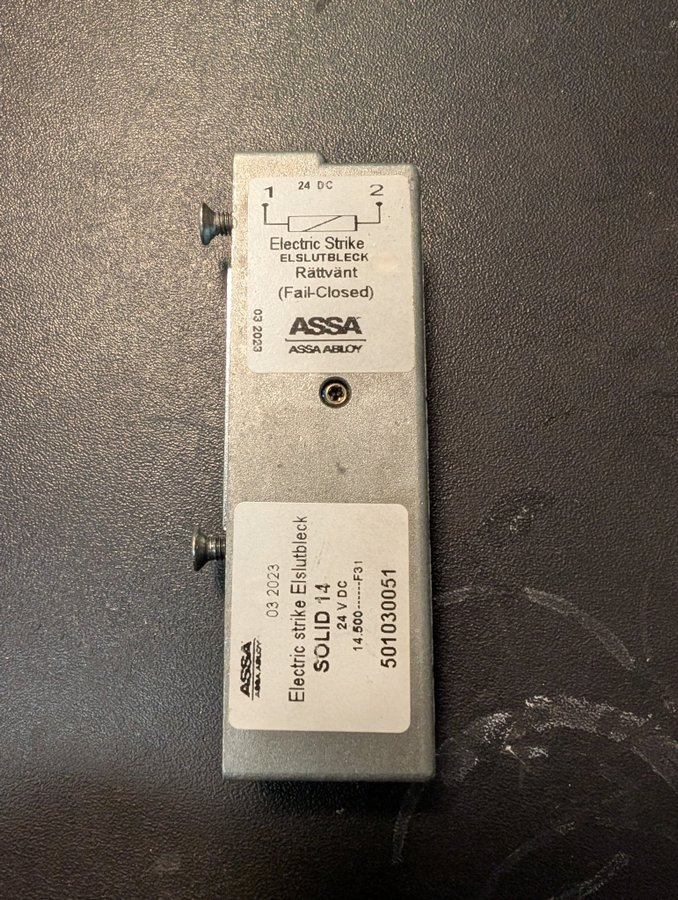 24 DC
1 2
Electric Strike
ELSLUTBLECK
Rättvänt
(Fail-Closed)
03 2023
ASSA
ASSA ABLOY
ASSA
ASSA ABLOY
03 2023
Electric strike Elslutbleck
SOLID 14
24 V DC
14.500------F31
501030051